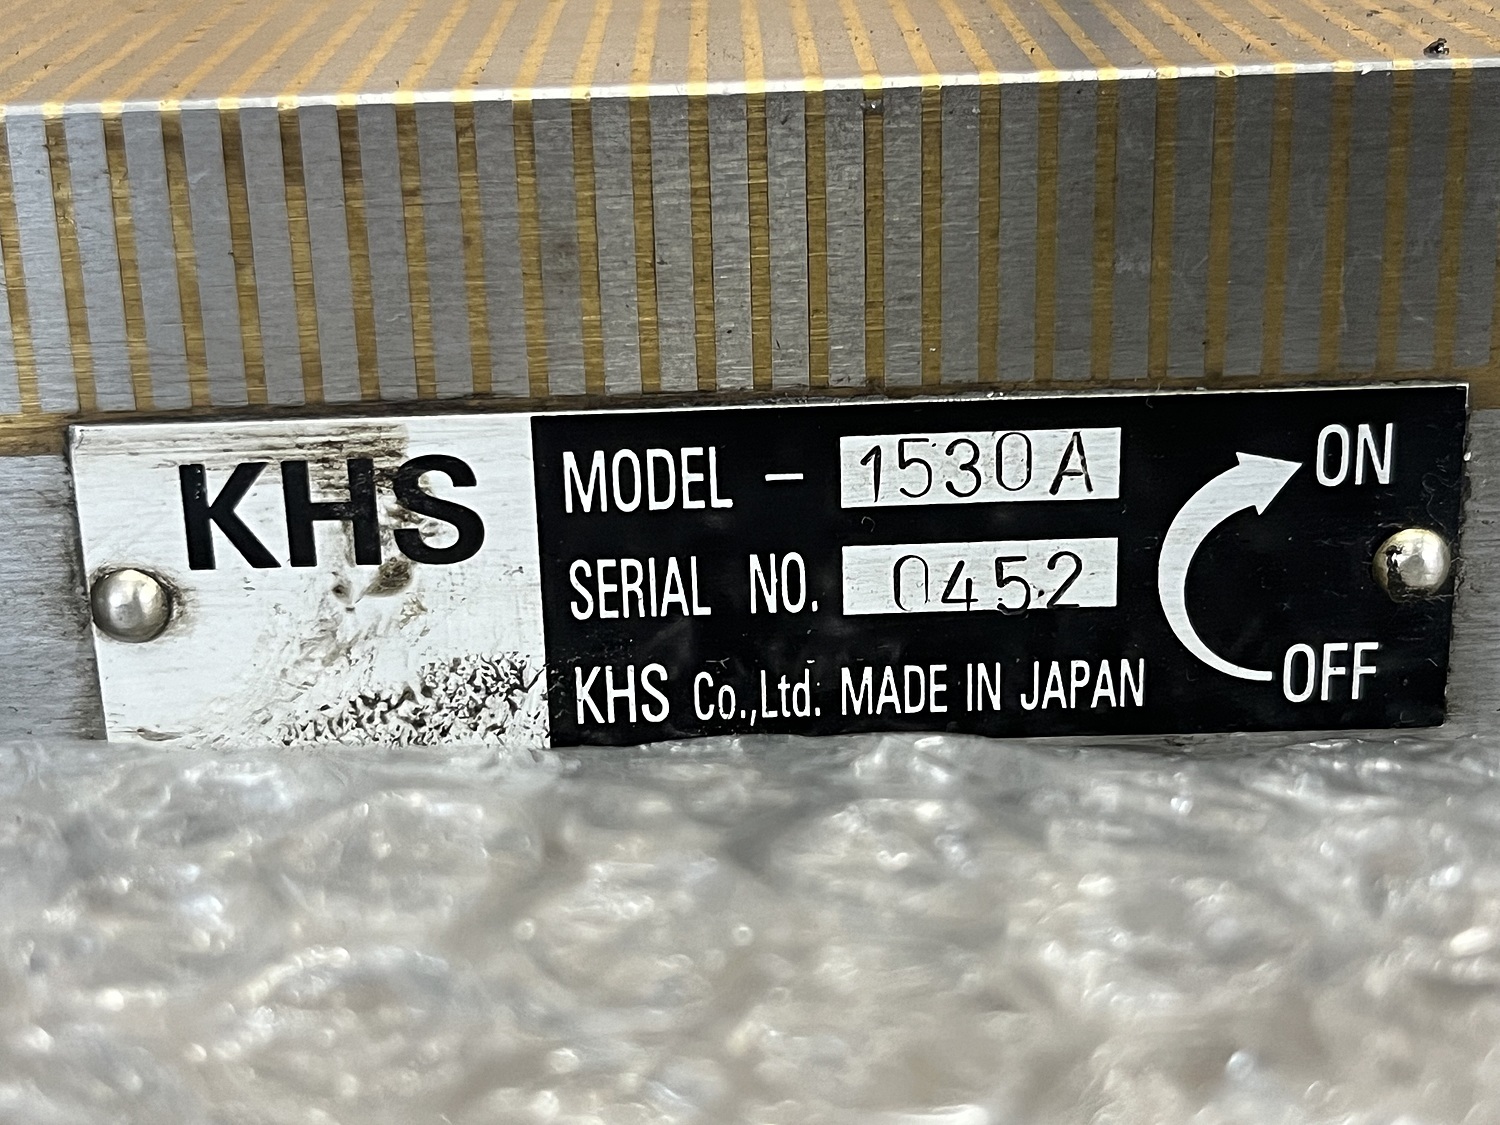 KHS
MODEL - 1530A
SERIAL NO. 0452
KHS Co.,Ltd. MADE IN JAPAN
ON
OFF